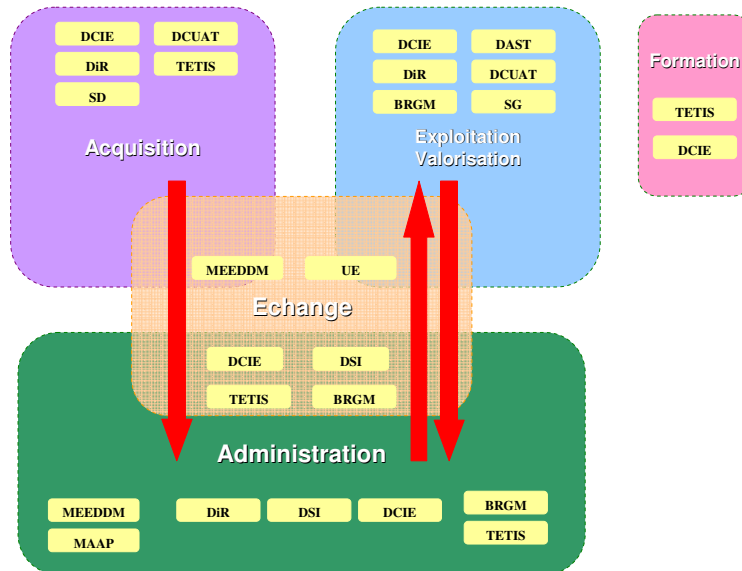 DCIE
DCUAT
DiR
TETIS
SD
Acquisition
DCIE
DAST
DiR
DCUAT
BRGM
SG
Exploitation
Valorisation
Formation
TETIS
DCIE
MEEDDM
UE
Echange
DCIE
DSI
TETIS
BRGM
Administration
MEEDDM
MAAP
DiR
DSI
DCIE
BRGM
TETIS